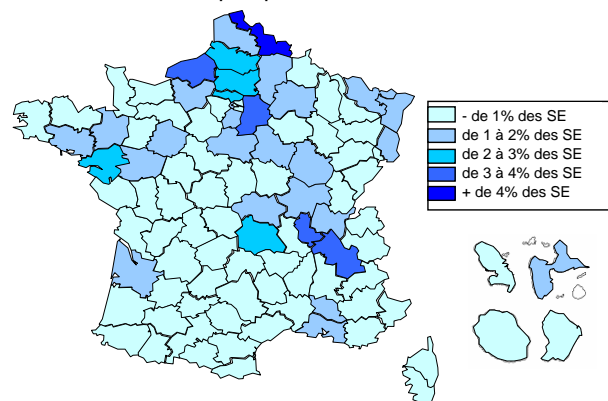 - de 1% des SE
de 1 à 2% des SE
de 2 à 3% des SE
de 3 à 4% des SE
+ de 4% des SE